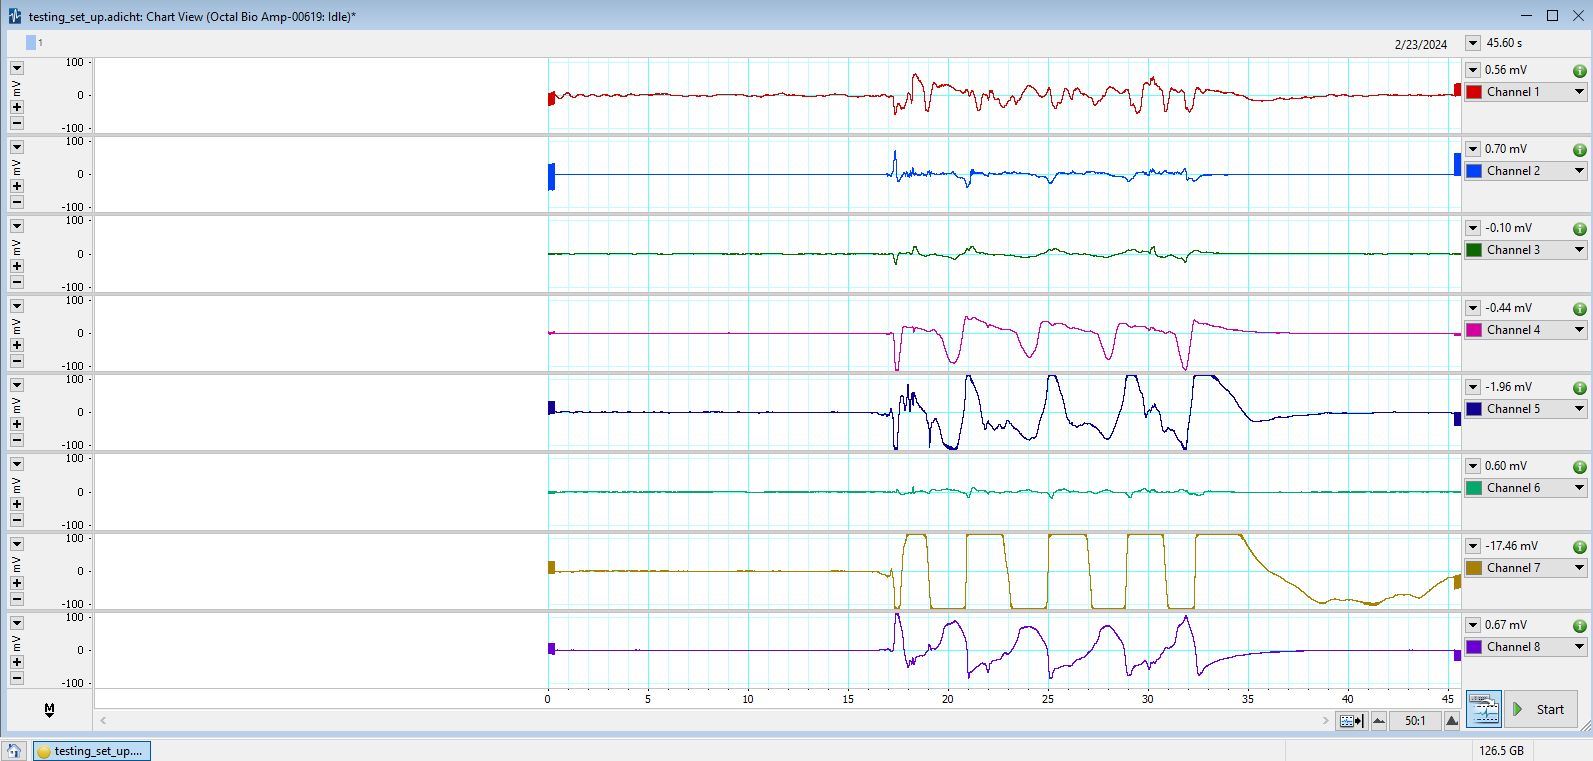 testing_set_up.adicht: Chart View (Octal Bio Amp-00619: Idle)*
1
2/23/2024
45.60 s
100
0
-100
mV
0.56 mV
Channel 1
100
0
-100
mV
0.70 mV
Channel 2
100
0
-100
mV
-0.10 mV
Channel 3
100
0
-100
mV
-0.44 mV
Channel 4
100
0
-100
mV
-1.96 mV
Channel 5
100
0
-100
mV
0.60 mV
Channel 6
100
0
-100
mV
-17.46 mV
Channel 7
100
0
-100
mV
0.67 mV
Channel 8
0 5 10 15 20 25 30 35 40 45
M
50:1
Start
testing_set_up....
126.5 GB